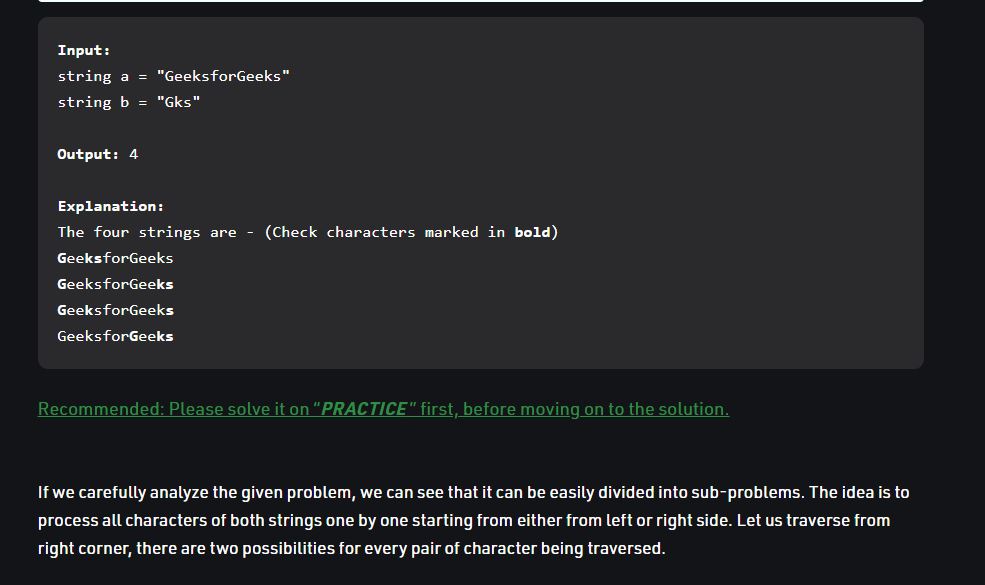 Input:
string a = "GeeksforGeeks"
string b = "Gks"
Output: 4
Explanation:
The four strings are - (Check characters marked in bold)
GeeksforGeeks
GeeksforGeeks
GeeksforGeeks
GeeksforGeeks
Recommended: Please solve it on “PRACTICE” first, before moving on to the solution.
If we carefully analyze the given problem, we can see that it can be easily divided into sub-problems. The idea is to
process all characters of both strings one by one starting from either from left or right side. Let us traverse from
right corner, there are two possibilities for every pair of character being traversed.